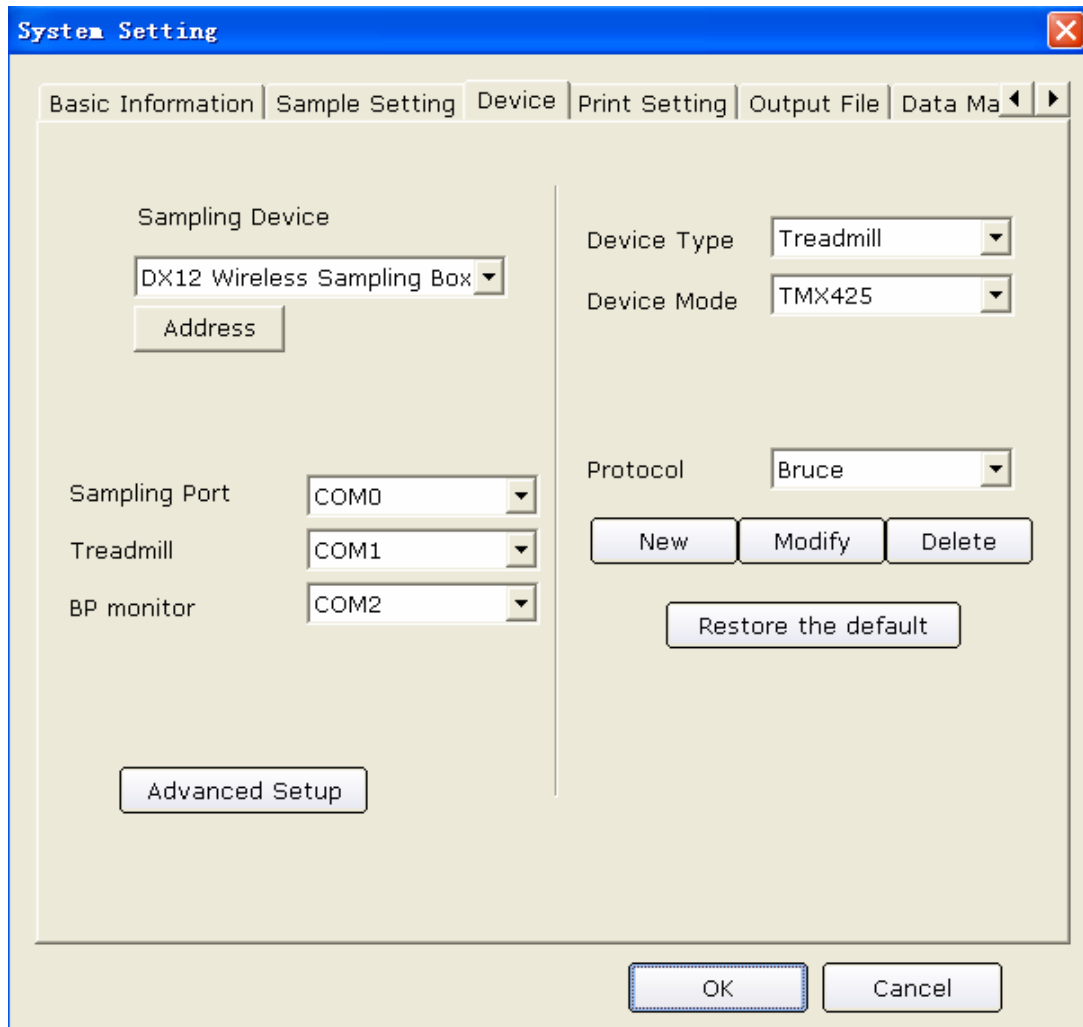 System Setting
Basic Information Sample Setting Device Print Setting Output File Data Ma
Sampling Device
DX12 Wireless Sampling Box
Address
Sampling Port COM0
Treadmill COM1
BP monitor COM2
Advanced Setup
Device Type Treadmill
Device Mode TMX425
Protocol Bruce
New Modify Delete
Restore the default
OK Cancel